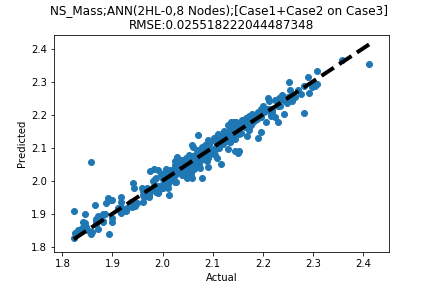 NS_Mass;ANN(2HL-0,8 Nodes);[Case1+Case2 on Case3]
RMSE:0.025518222044487348
2.4
2.3
2.2
2.1
2.0
1.9
1.8
Predicted
1.8 1.9 2.0 2.1 2.2 2.3 2.4
Actual